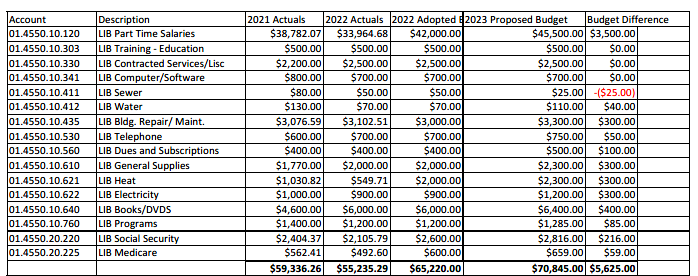 Account Description 2021 Actuals 2022 Actuals 2022 Adopted B 2023 Proposed Budget Budget Difference
01.4550.10.120 LIB Part Time Salaries $38,782.07 $33,964.68 $42,000.00 $45,500.00 $3,500.00
01.4550.10.303 LIB Training - Education $500.00 $500.00 $500.00 $500.00 $0.00
01.4550.10.330 LIB Contracted Services/Lisc $2,200.00 $2,500.00 $2,500.00 $2,500.00 $0.00
01.4550.10.341 LIB Computer/Software $800.00 $700.00 $700.00 $700.00 $0.00
01.4550.10.411 LIB Sewer $80.00 $50.00 $50.00 $25.00 -($25.00)
01.4550.10.412 LIB Water $130.00 $70.00 $70.00 $110.00 $40.00
01.4550.10.435 LIB Bldg. Repair/ Maint. $3,076.59 $3,102.51 $3,000.00 $3,300.00 $300.00
01.4550.10.530 LIB Telephone $600.00 $700.00 $700.00 $750.00 $50.00
01.4550.10.560 LIB Dues and Subscriptions $400.00 $400.00 $400.00 $500.00 $100.00
01.4550.10.610 LIB General Supplies $1,770.00 $2,000.00 $2,000.00 $2,300.00 $300.00
01.4550.10.621 LIB Heat $1,030.82 $549.71 $2,000.00 $2,300.00 $300.00
01.4550.10.622 LIB Electricity $1,000.00 $900.00 $900.00 $1,200.00 $300.00
01.4550.10.640 LIB Books/DVDS $4,600.00 $6,000.00 $6,000.00 $6,400.00 $400.00
01.4550.10.760 LIB Programs $1,400.00 $1,200.00 $1,200.00 $1,285.00 $85.00
01.4550.20.220 LIB Social Security $2,404.37 $2,105.79 $2,600.00 $2,816.00 $216.00
01.4550.20.225 LIB Medicare $562.41 $492.60 $600.00 $659.00 $59.00
$59,336.26 $55,235.29 $65,220.00 $70,845.00 $5,625.00